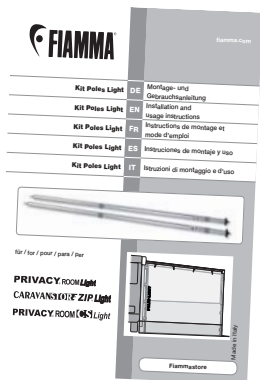 FIAMMA
fiamma.com
Kit Poles Light DE Montage- und
Gebrauchsanleitung
Kit Poles Light EN Installation and
usage instructions
Kit Poles Light FR Instructions de montage et
mode d'emploi
Kit Poles Light ES Instrucciones de montaje y uso
Kit Poles Light IT Istruzioni di montaggio e d'uso
für / for / pour / para / per
PRIVACY ROOM Light
CARAVANSTORE ZIP Light
PRIVACY ROOM CS Light
FIAMMA
Made in Italy
Fiammastore